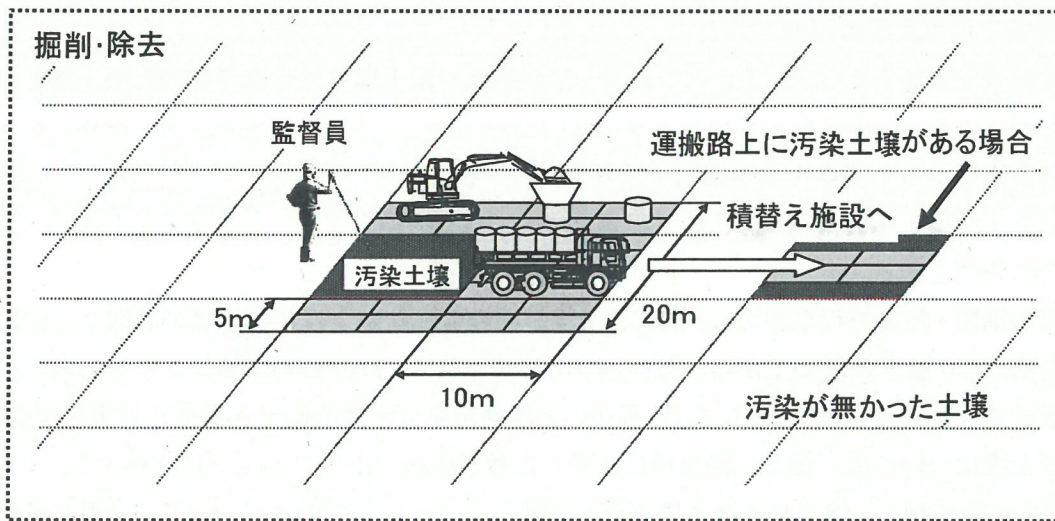 掘削・除去
監督員
運搬路上に汚染土壌がある場合
積替え施設へ
汚染土壌
5m
20m
10m
汚染が無かった土壌